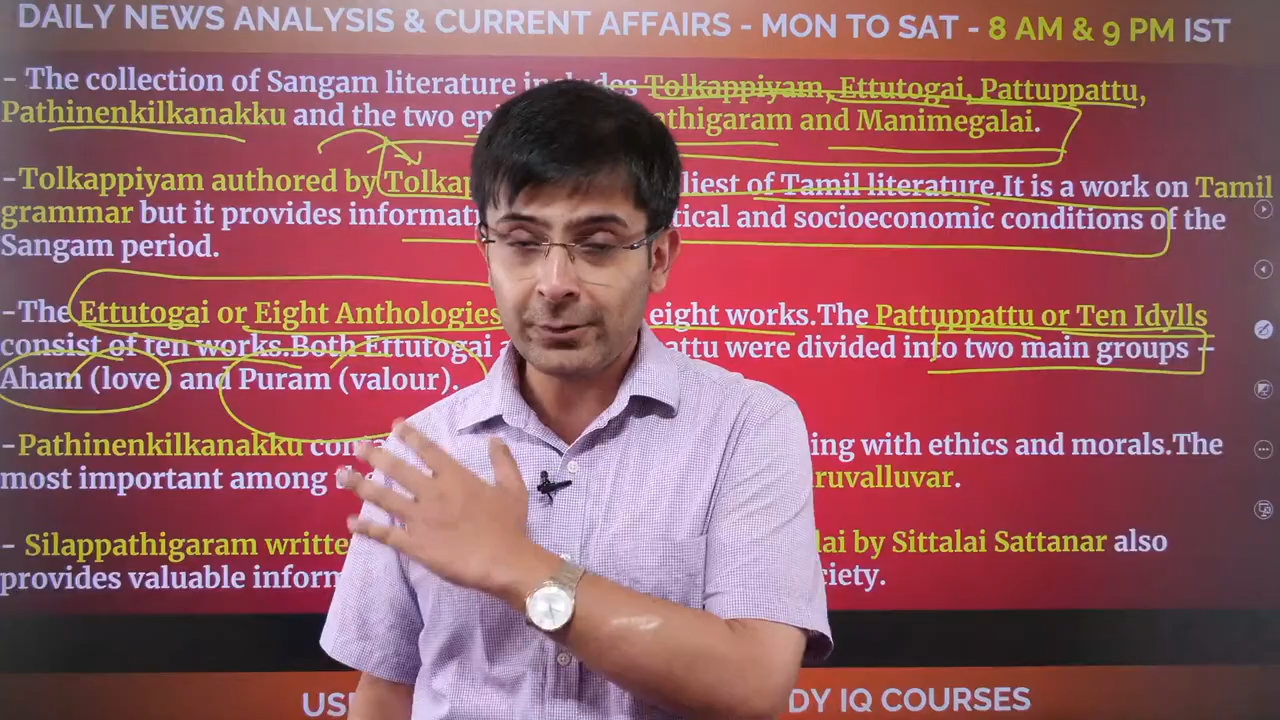 DAILY NEWS ANALYSIS & CURRENT AFFAIRS - MON TO SAT - 8 AM & 9 PM IST
- The collection of Sangam literature includes Tolkappiyam, Ettutogai, Pattuppattu,
Pathinenkilkanakku and the two athigaram and Manimegalai.
-Tolkappiyam authored by Tolkap liest of Tamil literature.It is a work on Tamil
grammar but it provides informat tical and socioeconomic conditions of the
Sangam period.
-The Ettutogai or Eight Anthologies eight works.The Pattuppattu or Ten Idylls
consist of ten works.Both Ettutogai attu were divided into two main groups -
Aham (love) and Puram (valour).
-Pathinenkilkanakku ing with ethics and morals.The
most important among ruvalluvar.
- Silappathigaram writte lai by Sittalai Sattanar also
provides valuable inform ciety.
US DY IQ COURSES